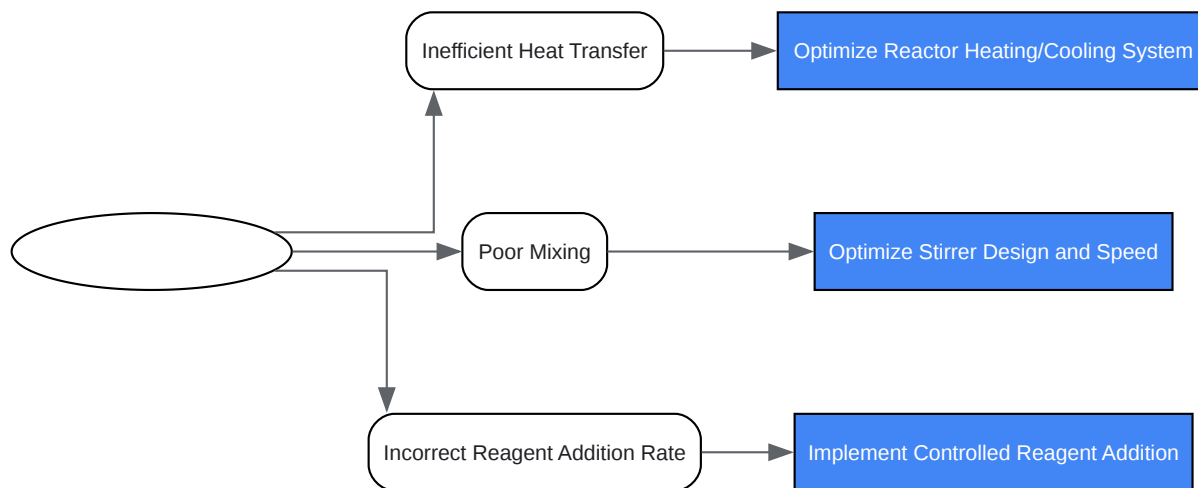 Inefficient Heat Transfer
Optimize Reactor Heating/Cooling System
Poor Mixing
Optimize Stirrer Design and Speed
Incorrect Reagent Addition Rate
Implement Controlled Reagent Addition